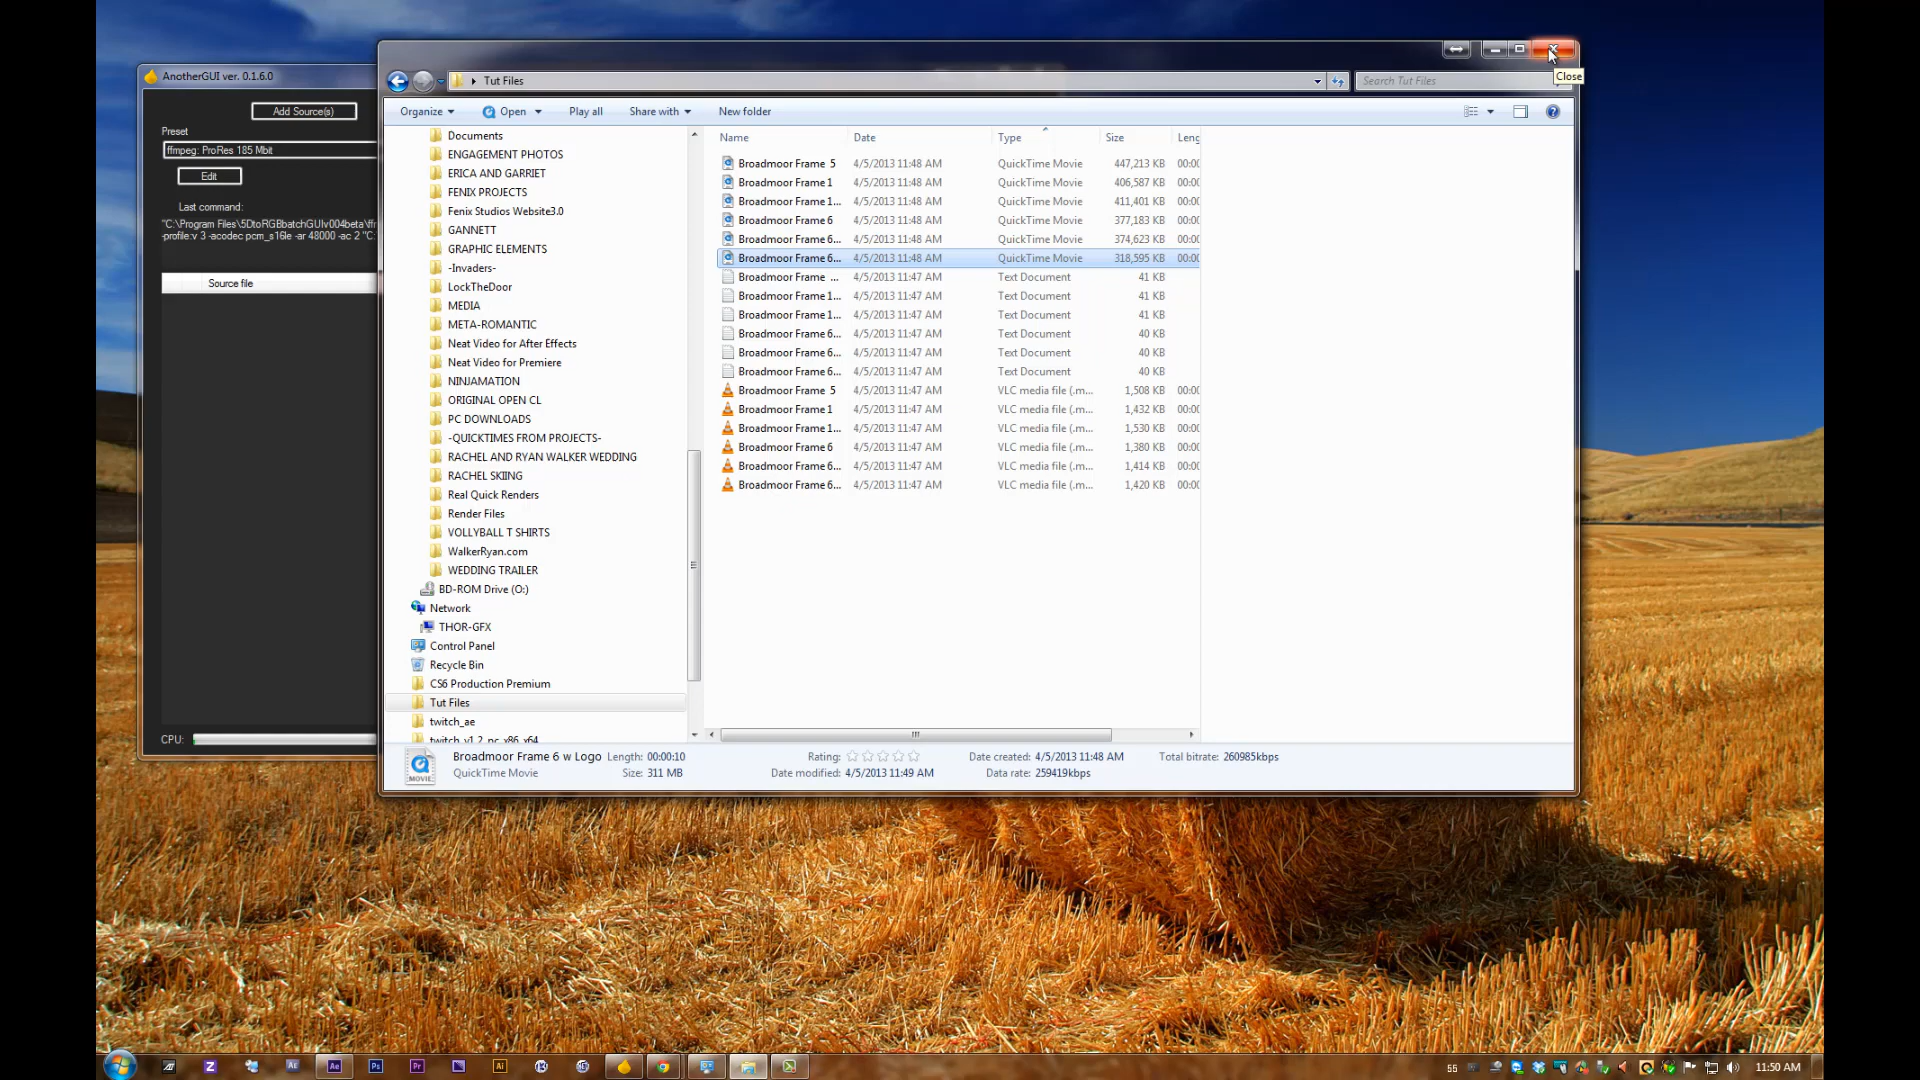 Close
AnotherGUI ver. 0.1.6.0
Add Source(s)
Preset
ffmpeg: ProRes 185 Mbit
Edit
Last command:
"C:\Program Files\5DtoRGBbatchGUIv004beta\ffr
-profile:v 3 -acodec pcm_s16le -ar 48000 -ac 2 "C:
Source file
CPU:
Tut Files
Search Tut Files
Organize Open Play all Share with New folder
Documents
ENGAGEMENT PHOTOS
ERICA AND GARRIET
FENIX PROJECTS
Fenix Studios Website3.0
GANNETT
GRAPHIC ELEMENTS
-Invaders-
LockTheDoor
MEDIA
META-ROMANTIC
Neat Video for After Effects
Neat Video for Premiere
NINJAMATION
ORIGINAL OPEN CL
PC DOWNLOADS
-QUICKTIMES FROM PROJECTS-
RACHEL AND RYAN WALKER WEDDING
RACHEL SKIING
Real Quick Renders
Render Files
VOLLYBALL T SHIRTS
WalkerRyan.com
WEDDING TRAILER
BD-ROM Drive (O:)
Network
THOR-GFX
Control Panel
Recycle Bin
CS6 Production Premium
Tut Files
twitch_ae
twitch_v1.2_pc_x86_x64
Name Date Type Size Leng
Broadmoor Frame 5 4/5/2013 11:48 AM QuickTime Movie 447,213 KB 00:00
Broadmoor Frame 1 4/5/2013 11:48 AM QuickTime Movie 406,587 KB 00:00
Broadmoor Frame 1... 4/5/2013 11:48 AM QuickTime Movie 411,401 KB 00:00
Broadmoor Frame 6 4/5/2013 11:48 AM QuickTime Movie 377,183 KB 00:00
Broadmoor Frame 6... 4/5/2013 11:48 AM QuickTime Movie 374,623 KB 00:00
Broadmoor Frame 6... 4/5/2013 11:48 AM QuickTime Movie 318,595 KB 00:00
Broadmoor Frame ... 4/5/2013 11:47 AM Text Document 41 KB
Broadmoor Frame 1... 4/5/2013 11:47 AM Text Document 41 KB
Broadmoor Frame 1... 4/5/2013 11:47 AM Text Document 41 KB
Broadmoor Frame 6... 4/5/2013 11:47 AM Text Document 40 KB
Broadmoor Frame 6... 4/5/2013 11:47 AM Text Document 40 KB
Broadmoor Frame 6... 4/5/2013 11:47 AM Text Document 40 KB
Broadmoor Frame 5 4/5/2013 11:47 AM VLC media file (.m... 1,508 KB 00:00
Broadmoor Frame 1 4/5/2013 11:47 AM VLC media file (.m... 1,432 KB 00:00
Broadmoor Frame 1... 4/5/2013 11:47 AM VLC media file (.m... 1,530 KB 00:00
Broadmoor Frame 6 4/5/2013 11:47 AM VLC media file (.m... 1,380 KB 00:00
Broadmoor Frame 6... 4/5/2013 11:47 AM VLC media file (.m... 1,414 KB 00:00
Broadmoor Frame 6... 4/5/2013 11:47 AM VLC media file (.m... 1,420 KB 00:00
Broadmoor Frame 6 w Logo Length: 00:00:10 Rating: Date created: 4/5/2013 11:48 AM Total bitrate: 260985kbps
QuickTime Movie Size: 311 MB Date modified: 4/5/2013 11:49 AM Data rate: 259419kbps
MOVIE
Z Ae Ps Pr Ai 55 11:50 AM